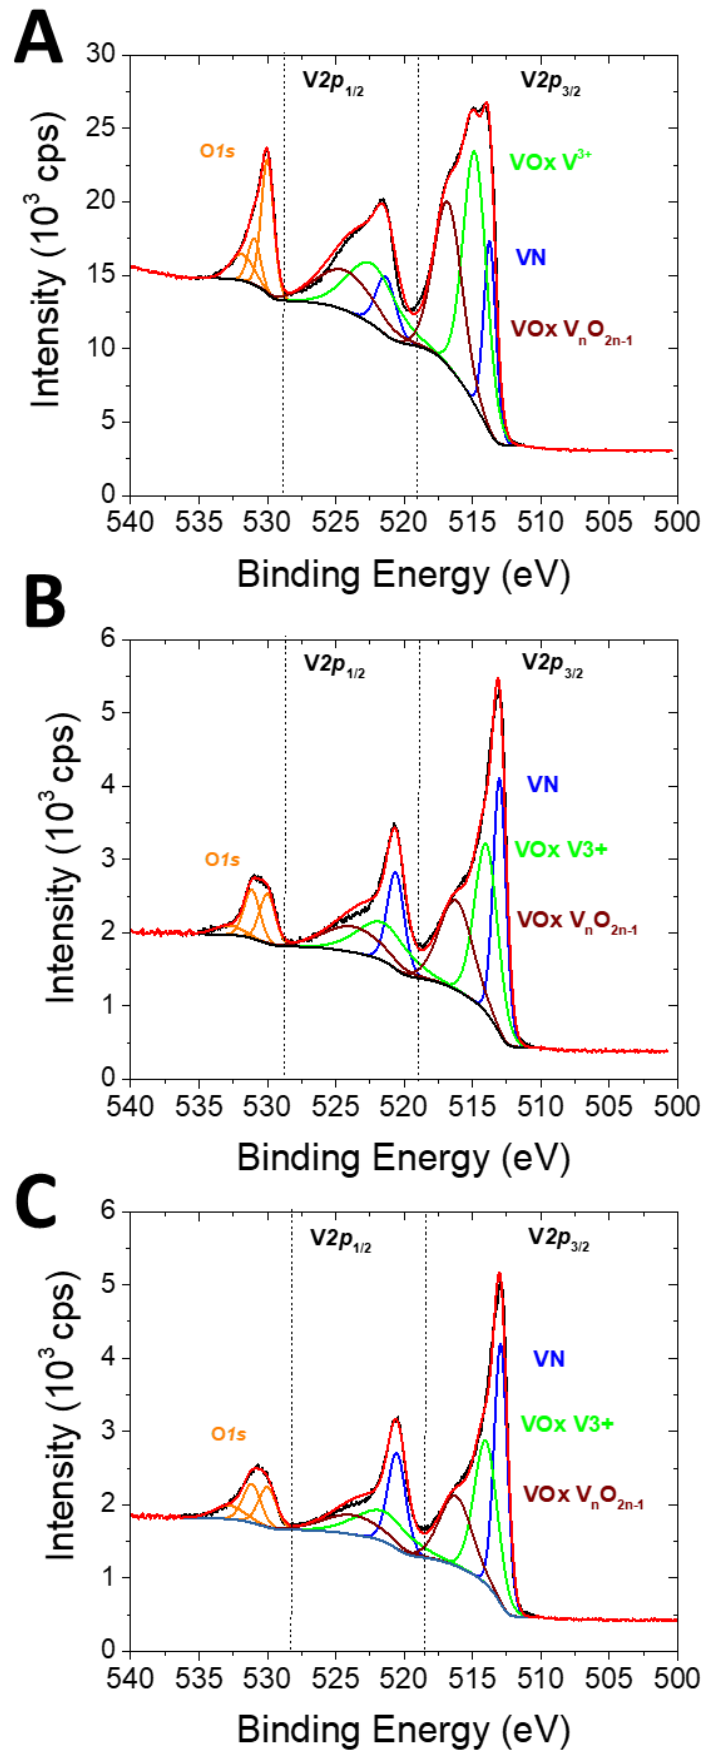 A
30
25
20
15
10
5
0
Intensity (10³ cps)
O1s
V2p1/2
V2p3/2
VOx V3+
VN
VOx VnO2n-1
540 535 530 525 520 515 510 505 500
Binding Energy (eV)
B
6
5
4
3
2
1
0
Intensity (10³ cps)
O1s
V2p1/2
V2p3/2
VN
VOx V3+
VOx VnO2n-1
540 535 530 525 520 515 510 505 500
Binding Energy (eV)
C
6
5
4
3
2
1
0
Intensity (10³ cps)
O1s
V2p1/2
V2p3/2
VN
VOx V3+
VOx VnO2n-1
540 535 530 525 520 515 510 505 500
Binding Energy (eV)